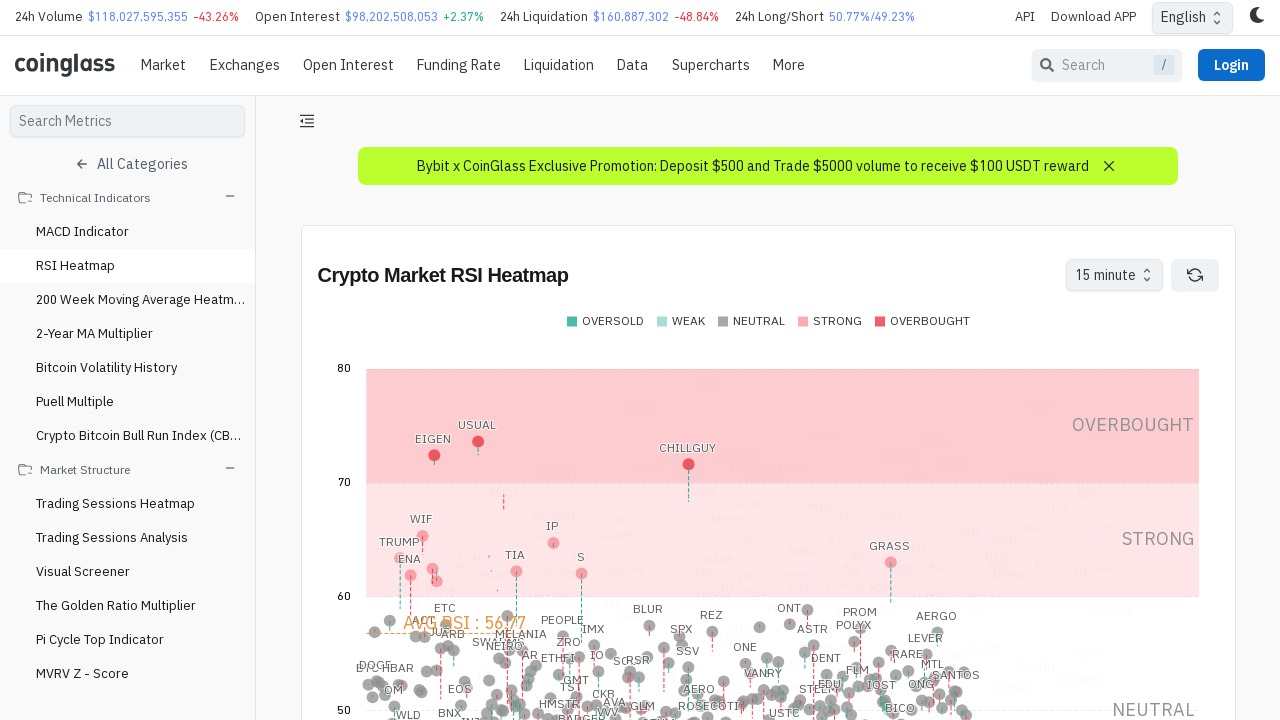 24h Volume $118,027,595,355 -43.26% Open Interest $98,202,508,053 +2.37% 24h Liquidation $160,887,302 -48.84% 24h Long/Short 50.77%/49.23% API Download APP English
coinglass Market Exchanges Open Interest Funding Rate Liquidation Data Supercharts More Search / Login
Search Metrics
All Categories
Technical Indicators
MACD Indicator
RSI Heatmap
200 Week Moving Average Heatm...
2-Year MA Multiplier
Bitcoin Volatility History
Puell Multiple
Crypto Bitcoin Bull Run Index (CB...
Market Structure
Trading Sessions Heatmap
Trading Sessions Analysis
Visual Screener
The Golden Ratio Multiplier
Pi Cycle Top Indicator
MVRV Z - Score
Bybit x CoinGlass Exclusive Promotion: Deposit $500 and Trade $5000 volume to receive $100 USDT reward
Crypto Market RSI Heatmap
15 minute
OVERSOLD WEAK NEUTRAL STRONG OVERBOUGHT
80
OVERBOUGHT
USUAL
EIGEN
CHILLGUY
70
WIF
IP
STRONG
TRUMP
GRASS
ENA
TIA
S
60
ETC
BLUR
ONT
PROM
REZ
AERGO
ACT
AVG RSI : 56.77
PEOPLE
POLYX
IMX
SPX
ASTR
ARB
MELANIA
LEVER
ZRO
NEIRO
ONE
SSV
RARE
AR
ETHFI
IO
RSR
DENT
MTL
FLM
VANRY
SANTOS
GMT
TST
EOS
OM
AERO
EDU
IOST
ONG
CKR
HMSTR
AVA
GLM
BICO
50
WLD
BNX
USTC
NEUTRAL